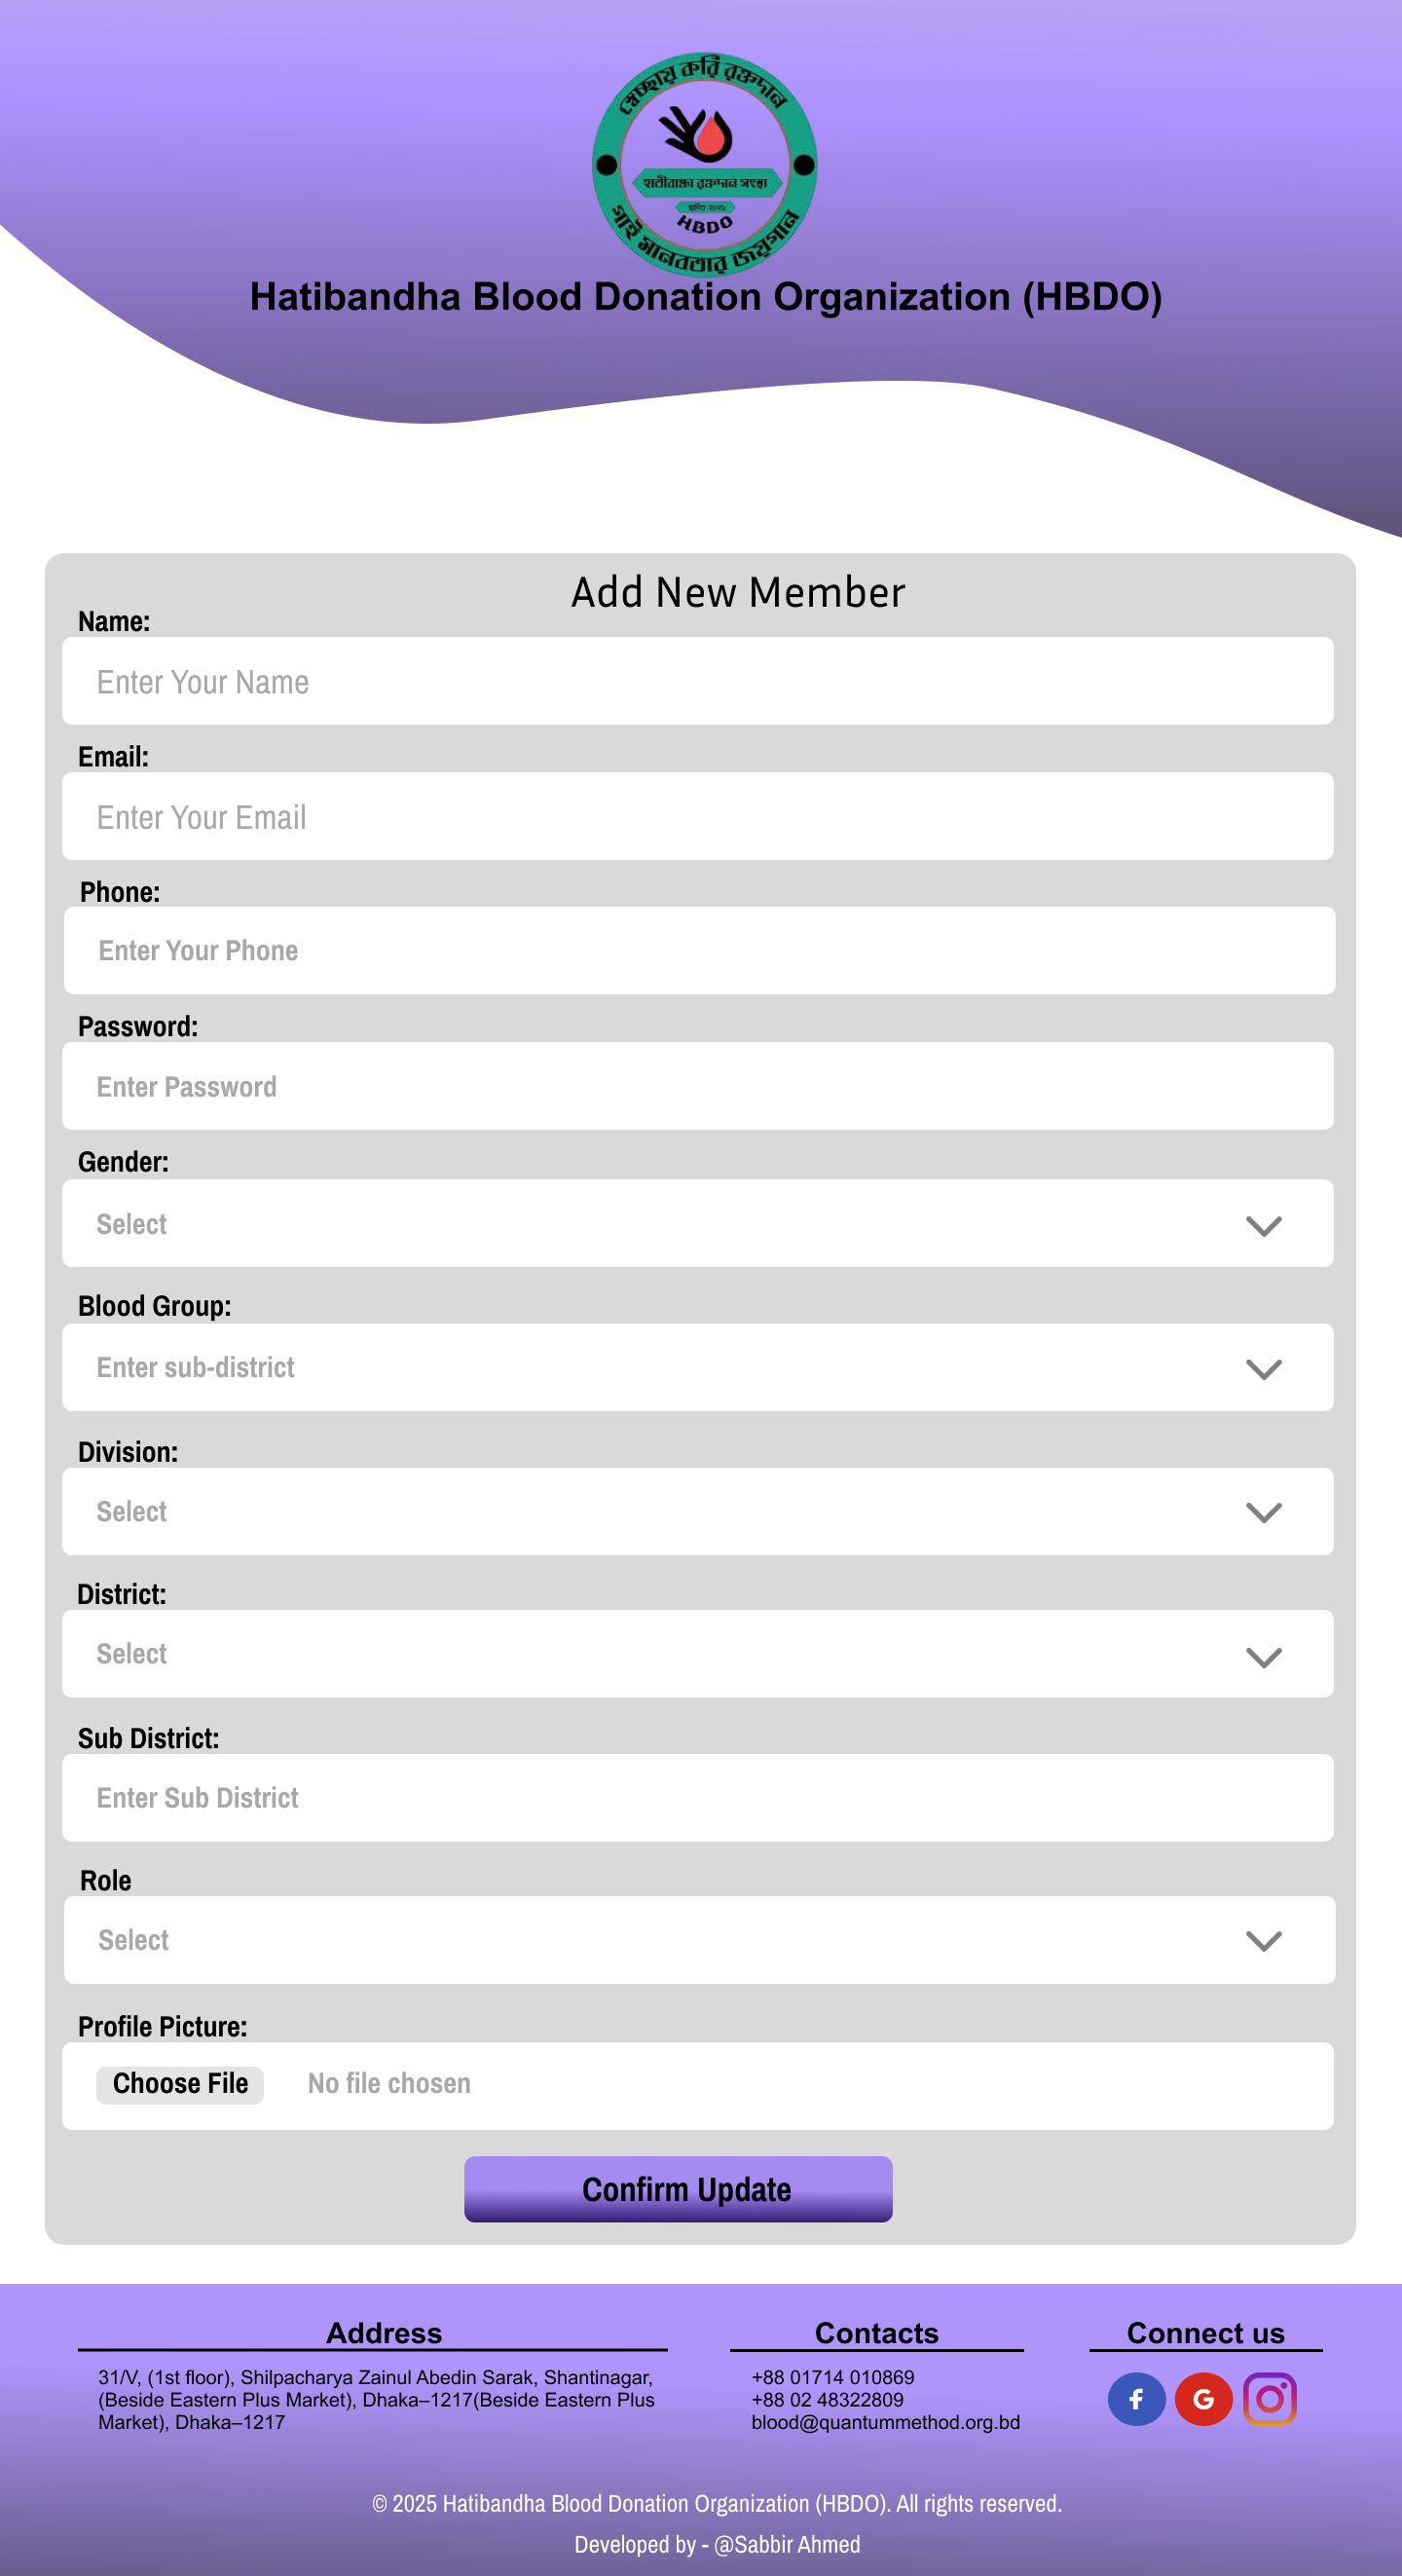 স্বেচ্ছায় করি রক্তদান
হাতীবান্ধা রক্তদান সংস্থা
স্থাপিত
HBDO
গাই মানবতার জয়গান
Hatibandha Blood Donation Organization (HBDO)
Add New Member
Name:
Enter Your Name
Email:
Enter Your Email
Phone:
Enter Your Phone
Password:
Enter Password
Gender:
Select
Blood Group:
Enter sub-district
Division:
Select
District:
Select
Sub District:
Enter Sub District
Role
Select
Profile Picture:
Choose File No file chosen
Confirm Update
Address
31/V, (1st floor), Shilpacharya Zainul Abedin Sarak, Shantinagar,
(Beside Eastern Plus Market), Dhaka–1217(Beside Eastern Plus
Market), Dhaka–1217
Contacts
+88 01714 010869
+88 02 48322809
blood@quantummethod.org.bd
Connect us
© 2025 Hatibandha Blood Donation Organization (HBDO). All rights reserved.
Developed by - @Sabbir Ahmed